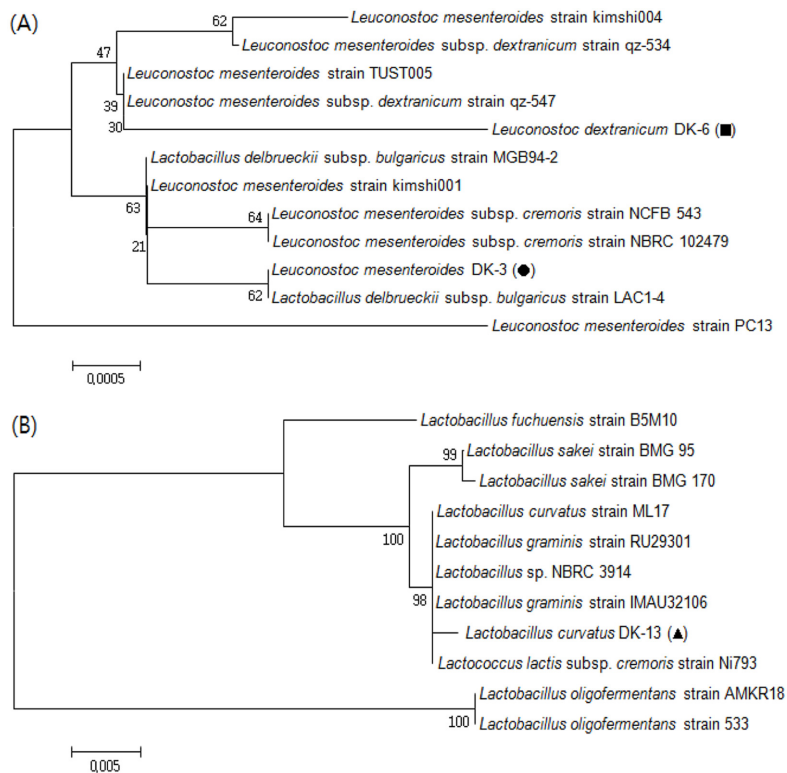 (A)
62
Leuconostoc mesenteroides strain kimshi004
Leuconostoc mesenteroides subsp. dextranicum strain qz-534
47
Leuconostoc mesenteroides strain TUST005
Leuconostoc mesenteroides subsp. dextranicum strain qz-547
39
30
Leuconostoc dextranicum DK-6 (■)
Lactobacillus delbrueckii subsp. bulgaricus strain MGB94-2
Leuconostoc mesenteroides strain kimshi001
63
64
Leuconostoc mesenteroides subsp. cremoris strain NCFB 543
Leuconostoc mesenteroides subsp. cremoris strain NBRC 102479
21
Leuconostoc mesenteroides DK-3 (●)
62
Lactobacillus delbrueckii subsp. bulgaricus strain LAC1-4
Leuconostoc mesenteroides strain PC13
0,0005
(B)
Lactobacillus fuchuensis strain B5M10
99
Lactobacillus sakei strain BMG 95
Lactobacillus sakei strain BMG 170
Lactobacillus curvatus strain ML17
100
Lactobacillus graminis strain RU29301
Lactobacillus sp. NBRC 3914
98
Lactobacillus graminis strain IMAU32106
Lactobacillus curvatus DK-13 (▲)
Lactococcus lactis subsp. cremoris strain Ni793
Lactobacillus oligofermentans strain AMKR18
100
Lactobacillus oligofermentans strain 533
0,005